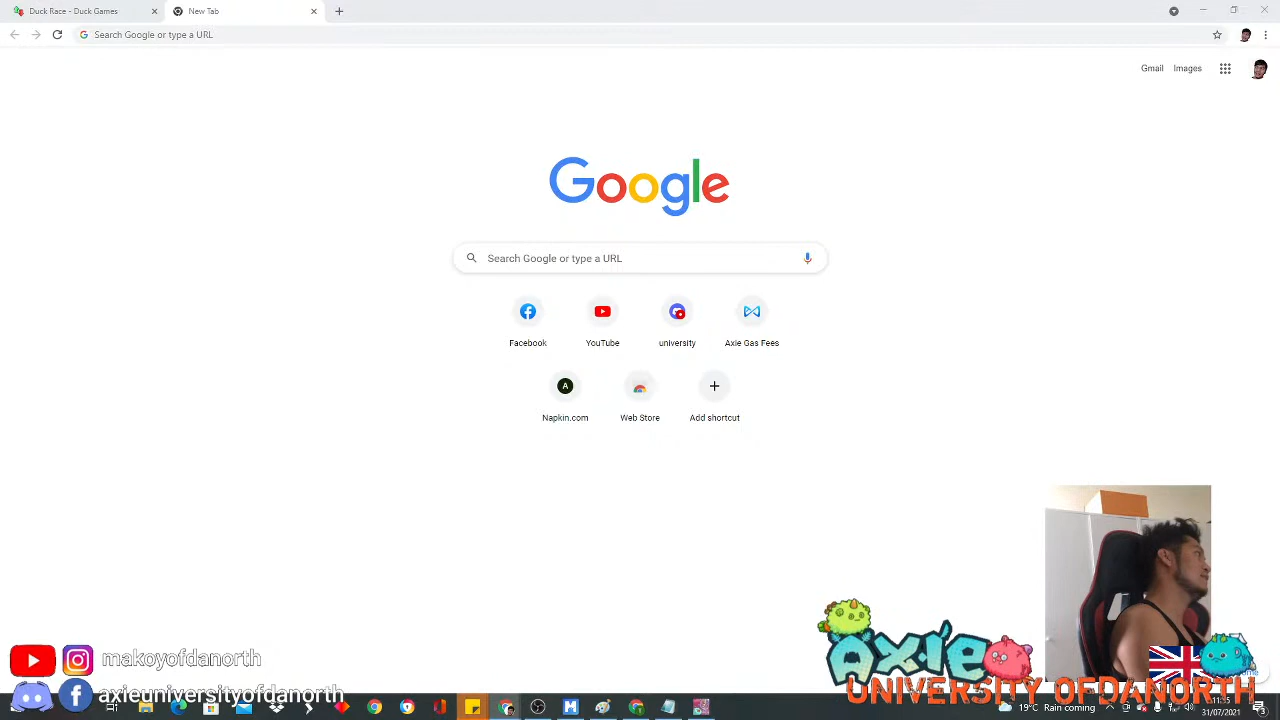 Duck Race - Duck Games
New Tab
Search Google or type a URL
Gmail Images
Google
Search Google or type a URL
Facebook
YouTube
university
Axie Gas Fees
A
Napkin.com
Web Store
Add shortcut
makoyofdanorth
axieuniversityofdanorth
Axie
UNIVERSITY OFDANORTH
19°C Rain coming
31/07/2021